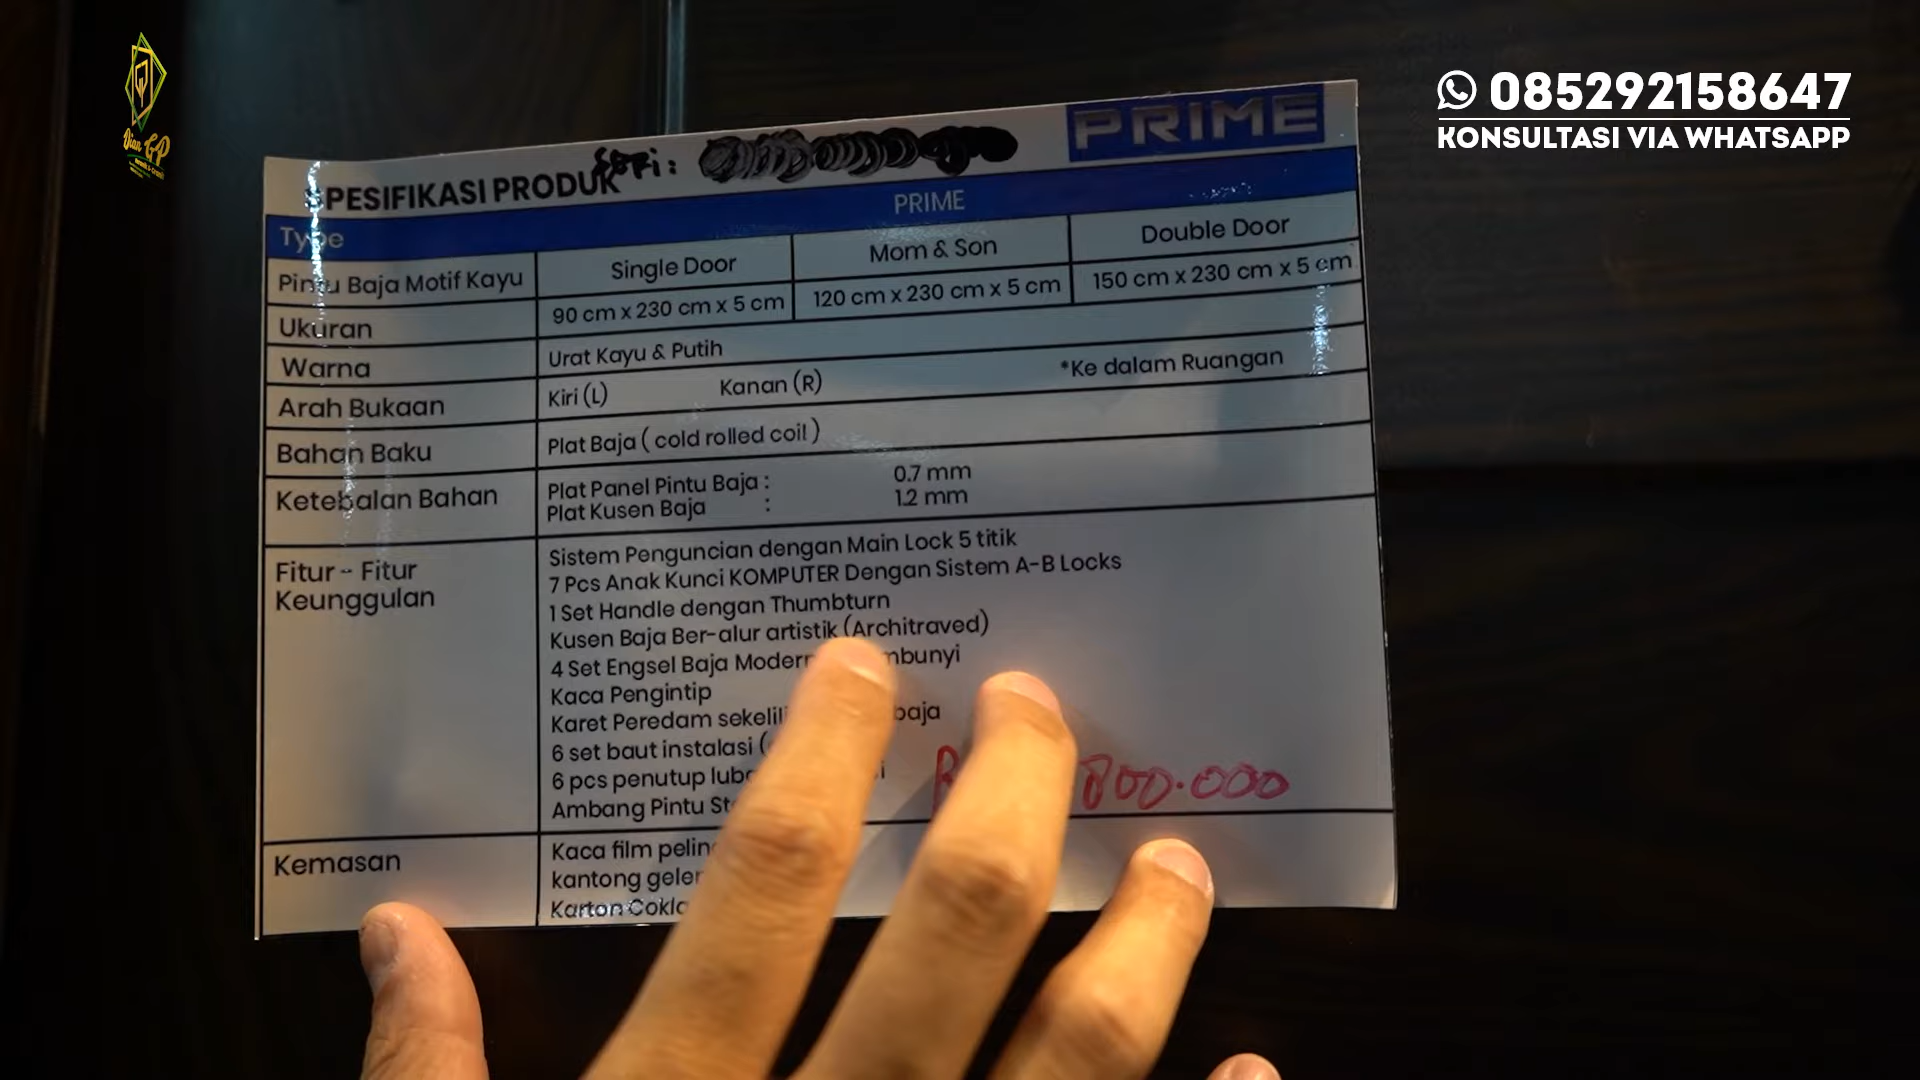 085292158647
KONSULTASI VIA WHATSAPP
Dian GP
PRIME
SPESIFIKASI PRODUK
Type
PRIME
Pintu Baja Motif Kayu
Single Door
Mom & Son
Double Door
Ukuran
90 cm x 230 cm x 5 cm
120 cm x 230 cm x 5 cm
150 cm x 230 cm x 5 cm
Warna
Urat Kayu & Putih
Arah Bukaan
Kiri (L)
Kanan (R)
*Ke dalam Ruangan
Bahan Baku
Plat Baja ( cold rolled coil )
Ketebalan Bahan
Plat Panel Pintu Baja : 0.7 mm
Plat Kusen Baja : 1.2 mm
Fitur - Fitur
Keunggulan
Sistem Penguncian dengan Main Lock 5 titik
7 Pcs Anak Kunci KOMPUTER Dengan Sistem A-B Locks
1 Set Handle dengan Thumbturn
Kusen Baja Ber-alur artistik (Architraved)
4 Set Engsel Baja
Kaca Pengintip
Karet Peredam baja
6 set baut instalasi
6 pcs penutup
Ambang Pintu
800.000
Kemasan
Kaca film
kantong
Karton